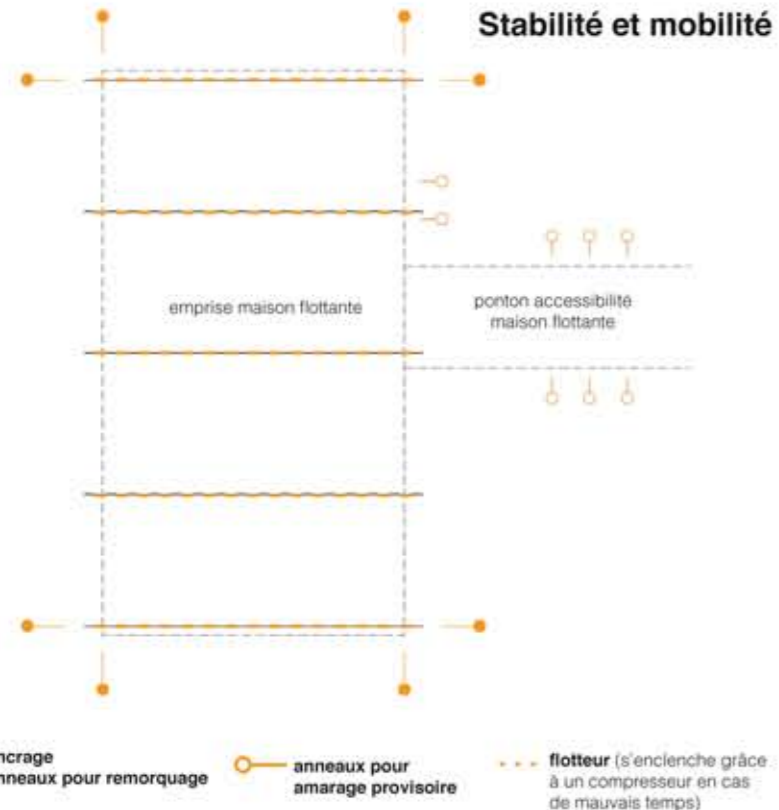 Stabilité et mobilité
emprise maison flottante
ponton accessibilité
maison flottante
ncrage
nneaux pour remorquage
anneaux pour
amarage provisoire
flotteur (s'enclenche grâce
à un compresseur en cas
de mauvais temps)